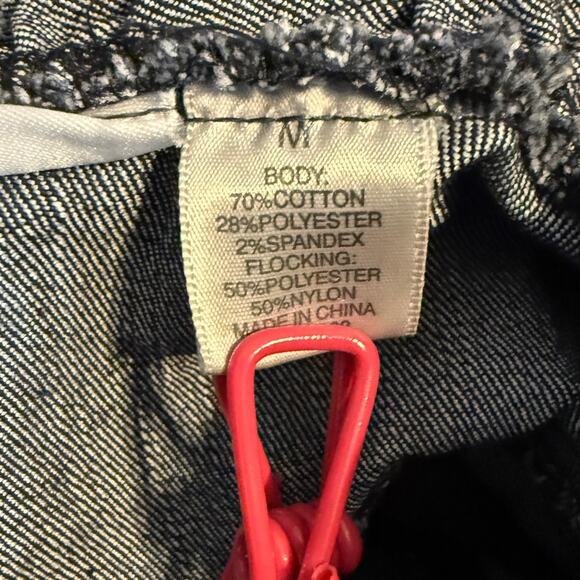 M
BODY:
70%COTTON
28%POLYESTER
2%SPANDEX
FLOCKING:
50%POLYESTER
50%NYLON
MADE IN CHINA